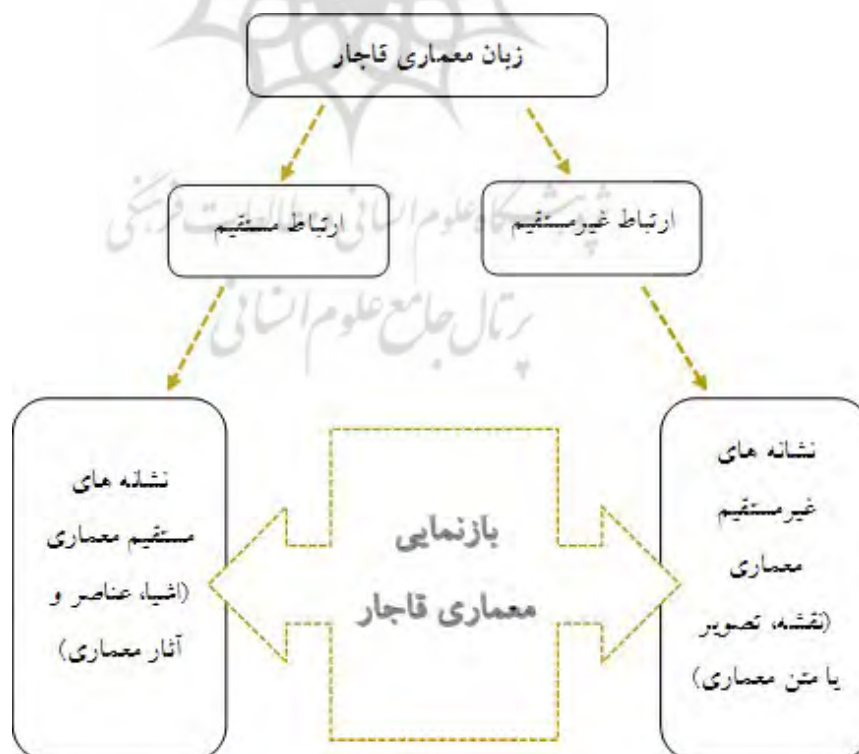 زبان معماری قاجار
ارتباط غیرمستقیم
ارتباط مستقیم
پژوهشگاه علوم انسانی و مطالعات فرهنگی
پرتال جامع علوم انسانی
نشانه های
غیرمستقیم
معماری
(نقشه، تصویر
یا متن معماری)
بازنمایی
معماری قاجار
نشانه های
مستقیم معماری
(اشیا، عناصر و
آثار معماری)